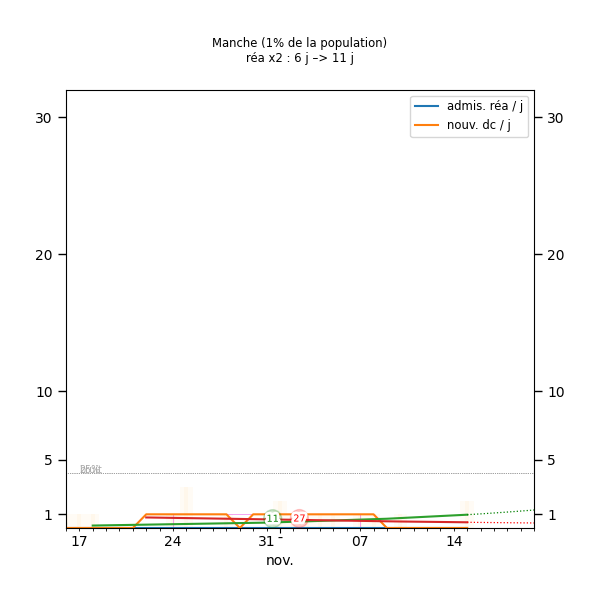 Manche (1% de la population)
réa x2 : 6 j –> 11 j
admis. réa / j
nouv. dc / j
30 30
20 20
10 10
5 5
1 1
11 27
17 24 31 - 07 14
nov.